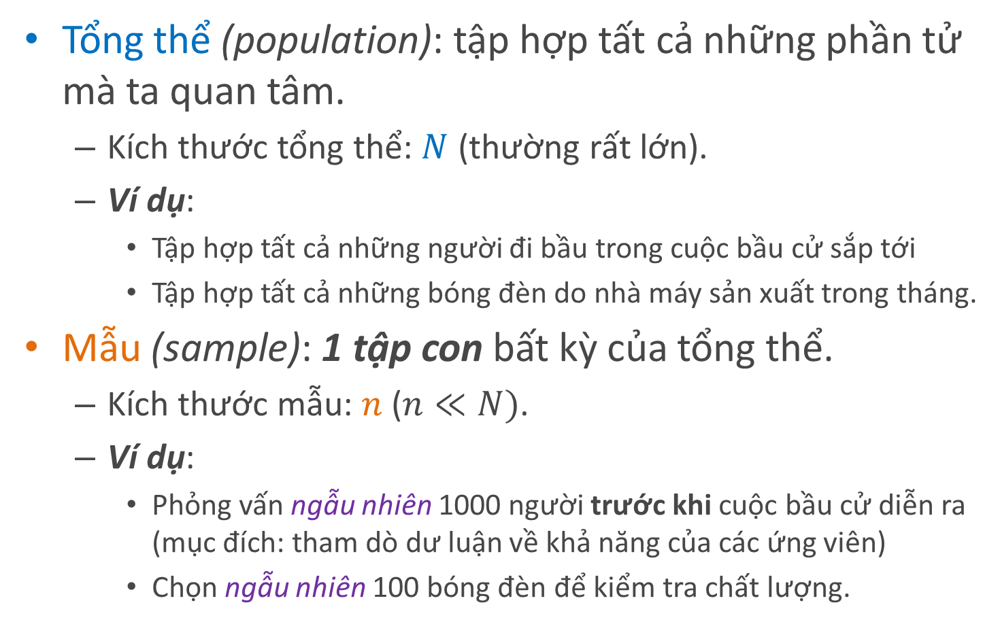 • Tổng thể (population): tập hợp tất cả những phần tử
mà ta quan tâm.
– Kích thước tổng thể: N (thường rất lớn).
– Ví dụ:
• Tập hợp tất cả những người đi bầu trong cuộc bầu cử sắp tới
• Tập hợp tất cả những bóng đèn do nhà máy sản xuất trong tháng.
• Mẫu (sample): 1 tập con bất kỳ của tổng thể.
– Kích thước mẫu: n (n ≪ N).
– Ví dụ:
• Phỏng vấn ngẫu nhiên 1000 người trước khi cuộc bầu cử diễn ra
(mục đích: tham dò dư luận về khả năng của các ứng viên)
• Chọn ngẫu nhiên 100 bóng đèn để kiểm tra chất lượng.